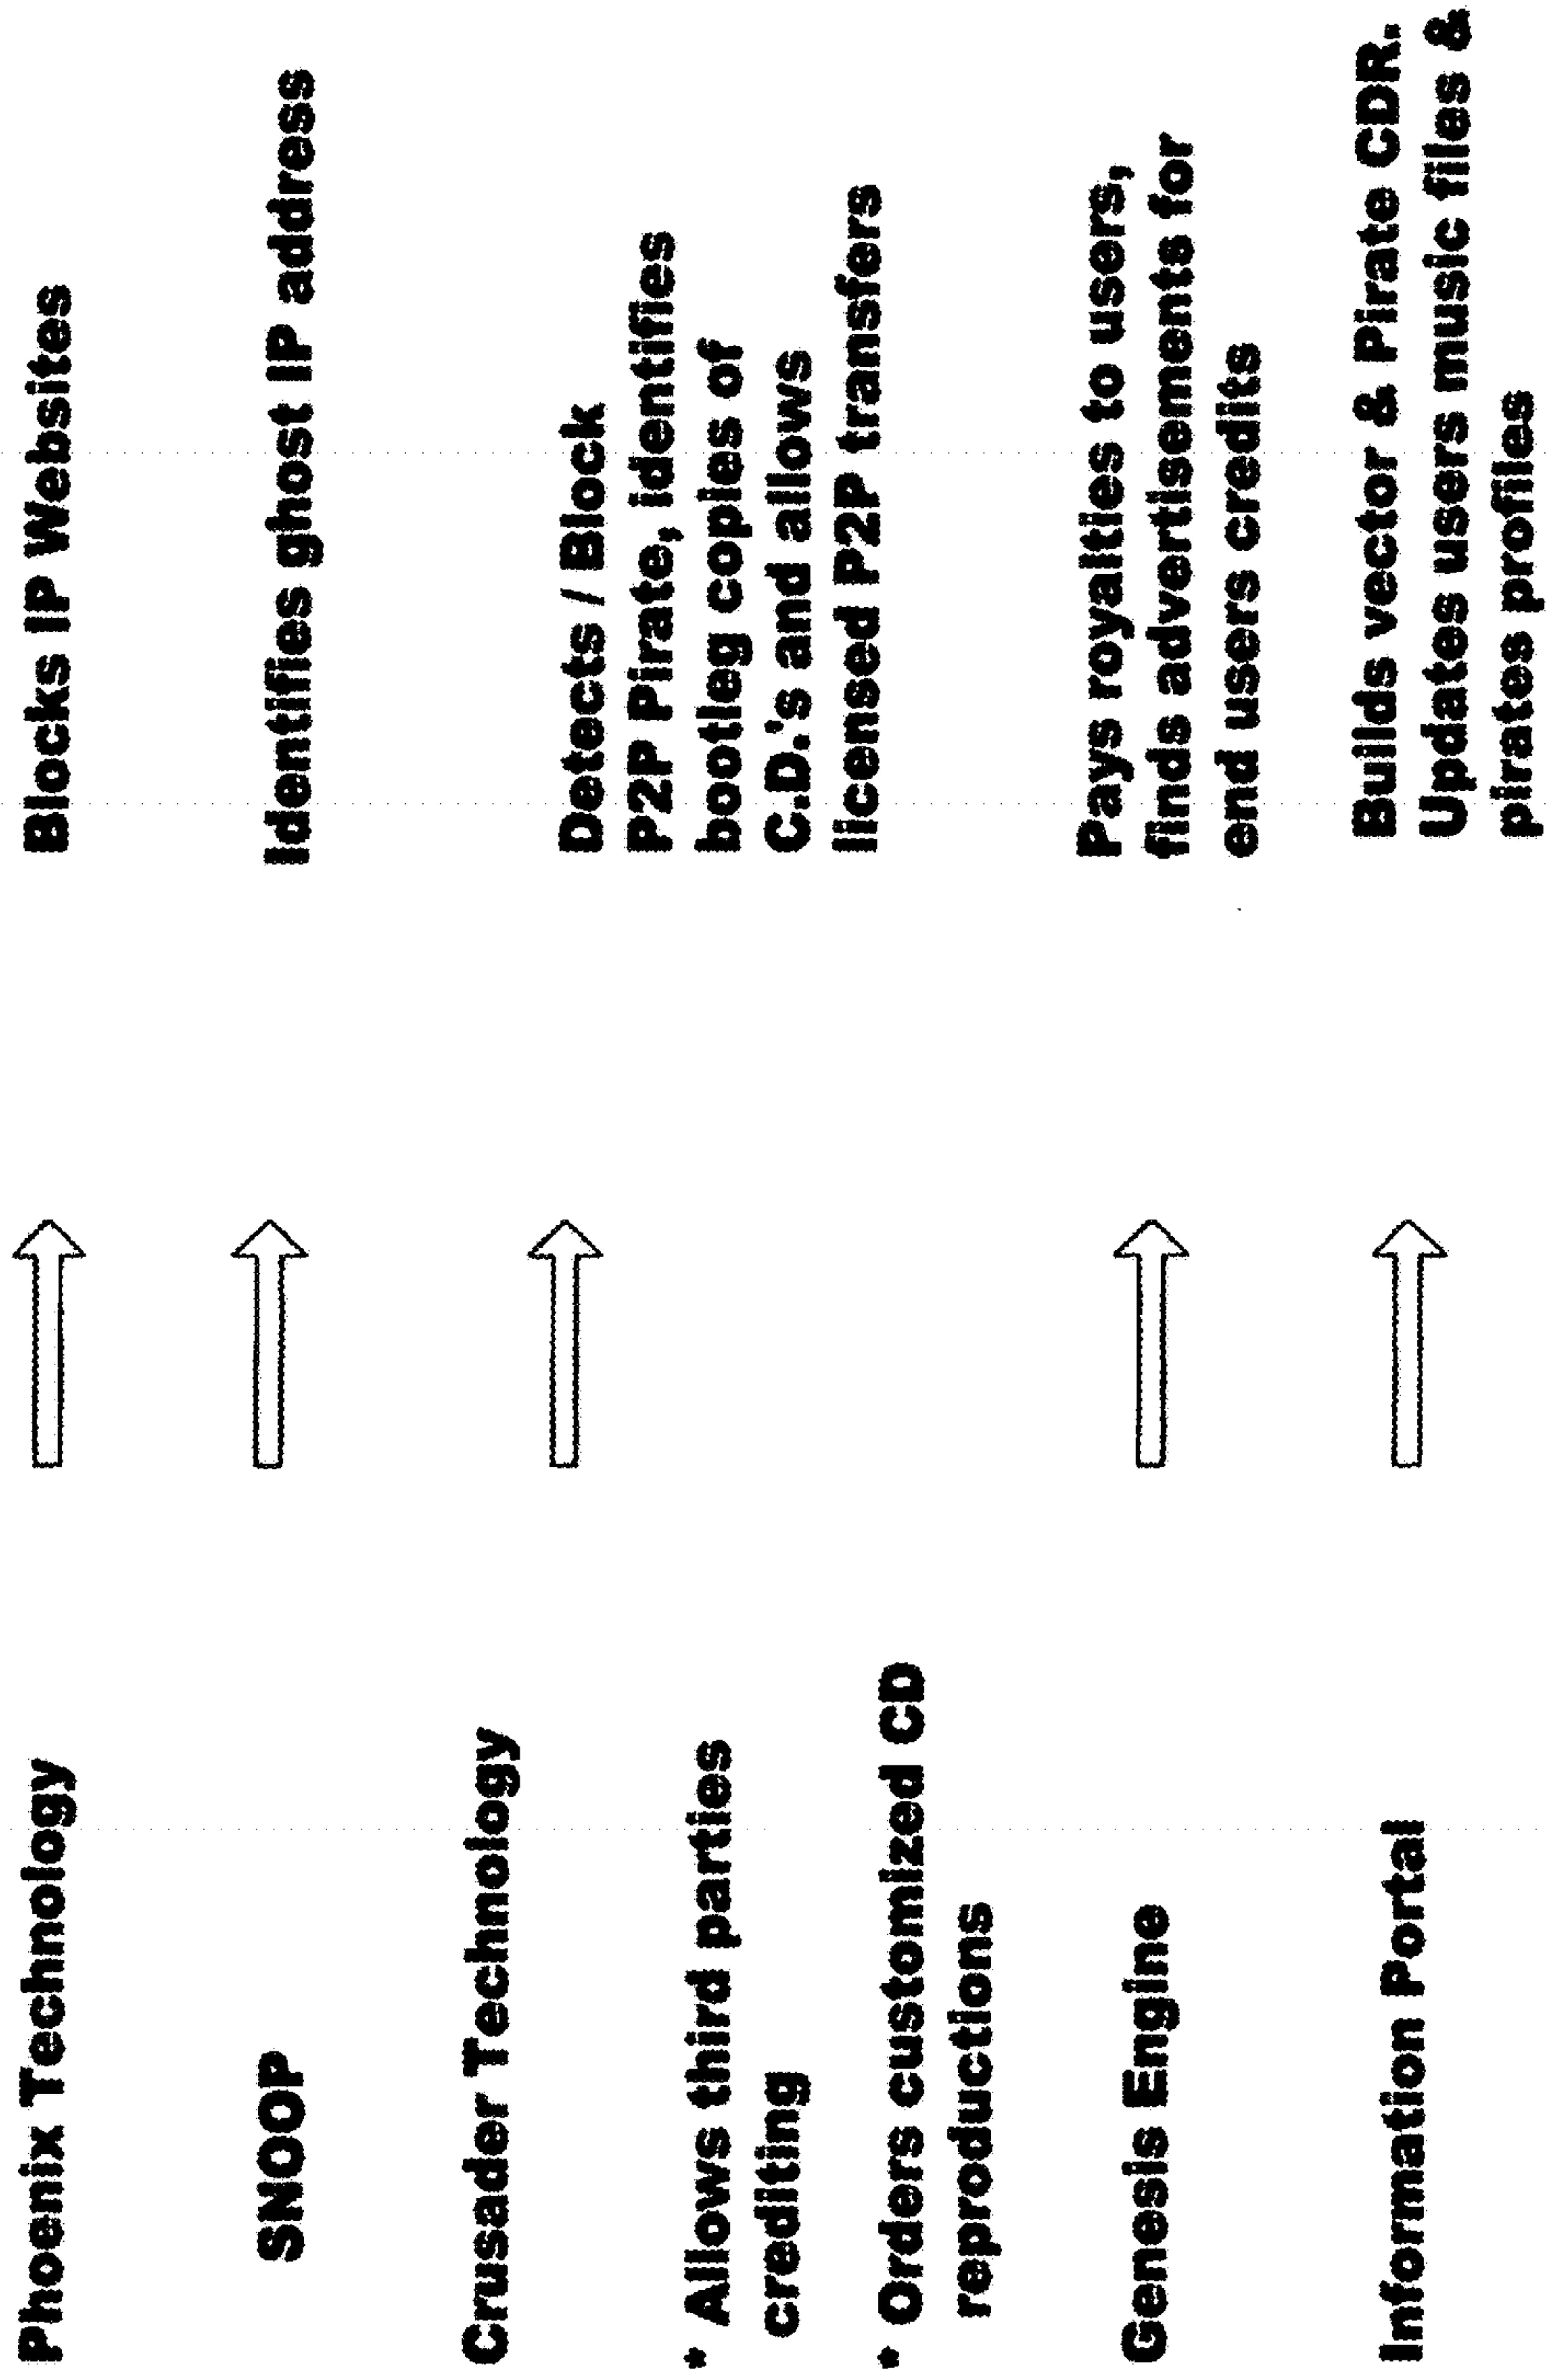 Phoenix Technology
Blocks IP Websites
SNOOP
Identifies ghost IP address
Crusader Technology
Detects / Block
P2P Pirate, identifies
bootleg copies of
C.D.'s and allows
licensed P2P transfers
* Allows third parties
crediting
* Orders customized CD
reproductions
Genesis Engine
Pays royalties to users,
finds advertisements for
end users credits
Information Portal
Builds vector & Pirate CDR.
Updates users music files &
pirates profiles